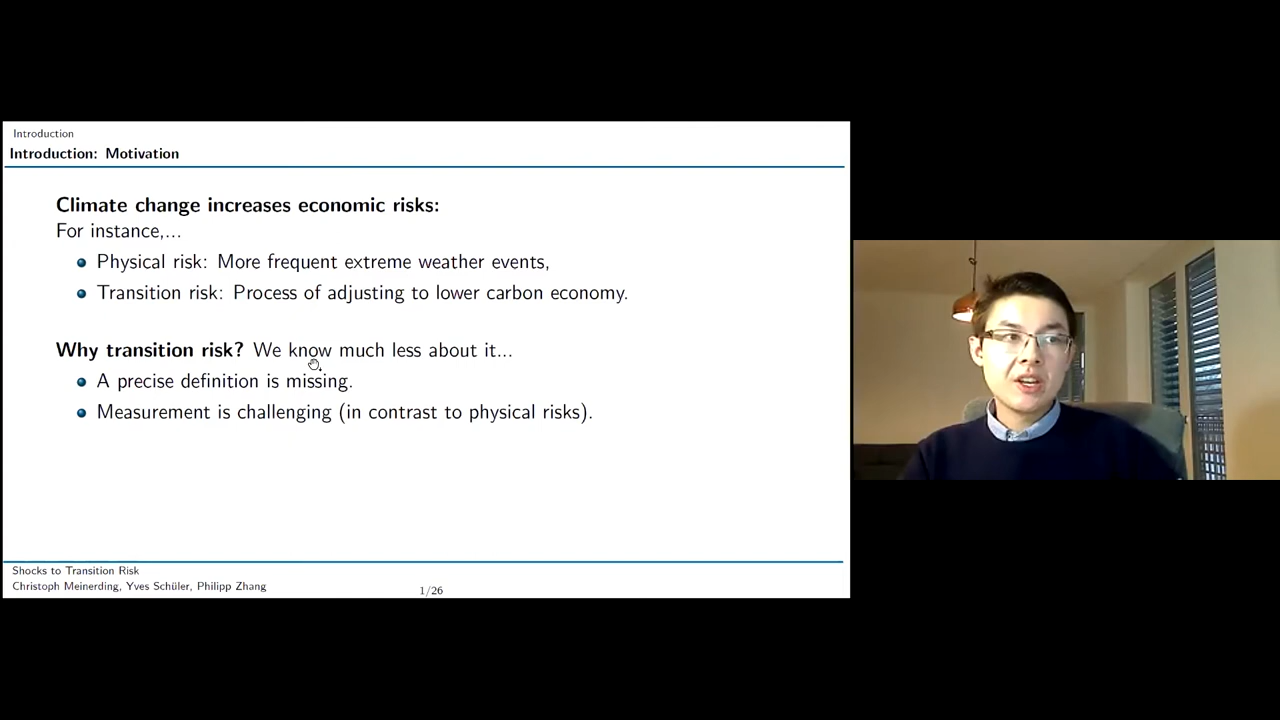 Introduction
Introduction: Motivation
Climate change increases economic risks:
For instance,...
Physical risk: More frequent extreme weather events,
Transition risk: Process of adjusting to lower carbon economy.
Why transition risk? We know much less about it...
A precise definition is missing.
Measurement is challenging (in contrast to physical risks).
Shocks to Transition Risk
Christoph Meinerding, Yves Schüler, Philipp Zhang
1/26